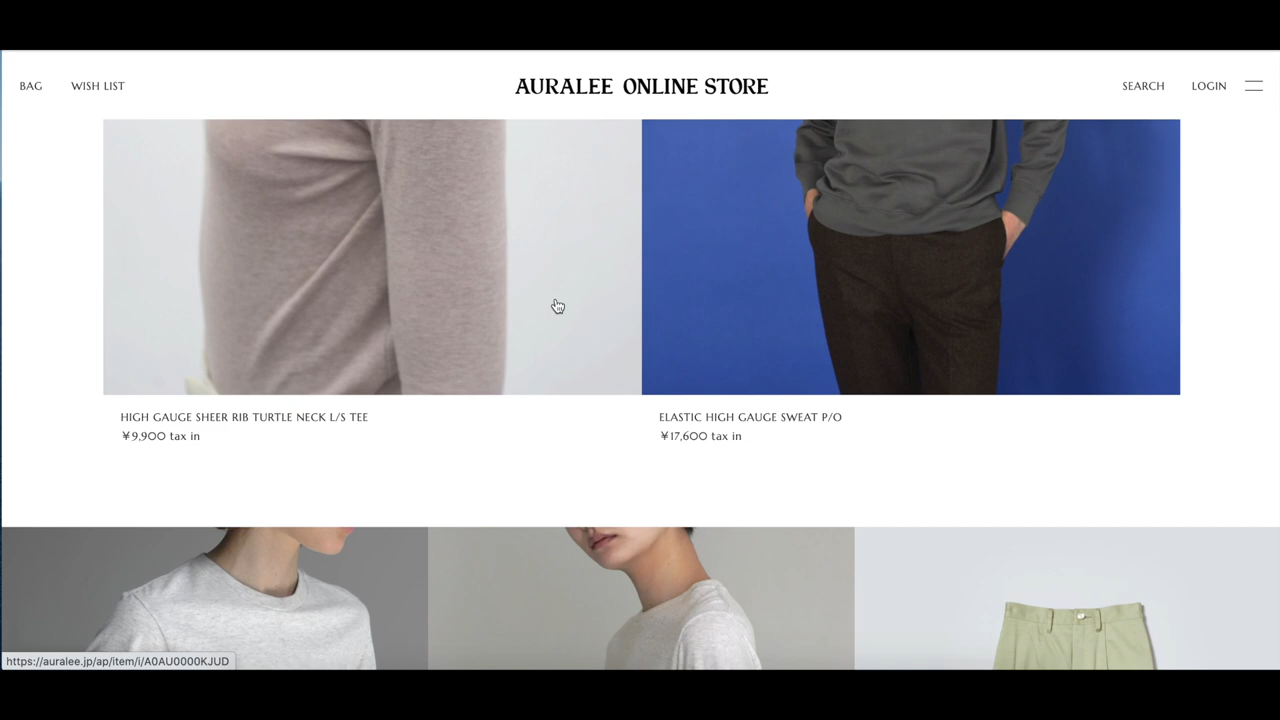 BAG
WISH LIST
AURALEE ONLINE STORE
SEARCH
LOGIN
HIGH GAUGE SHEER RIB TURTLE NECK L/S TEE
¥9,900 tax in
ELASTIC HIGH GAUGE SWEAT P/O
¥17,600 tax in
https://auralee.jp/ap/item/i/A0AU0000KJUD